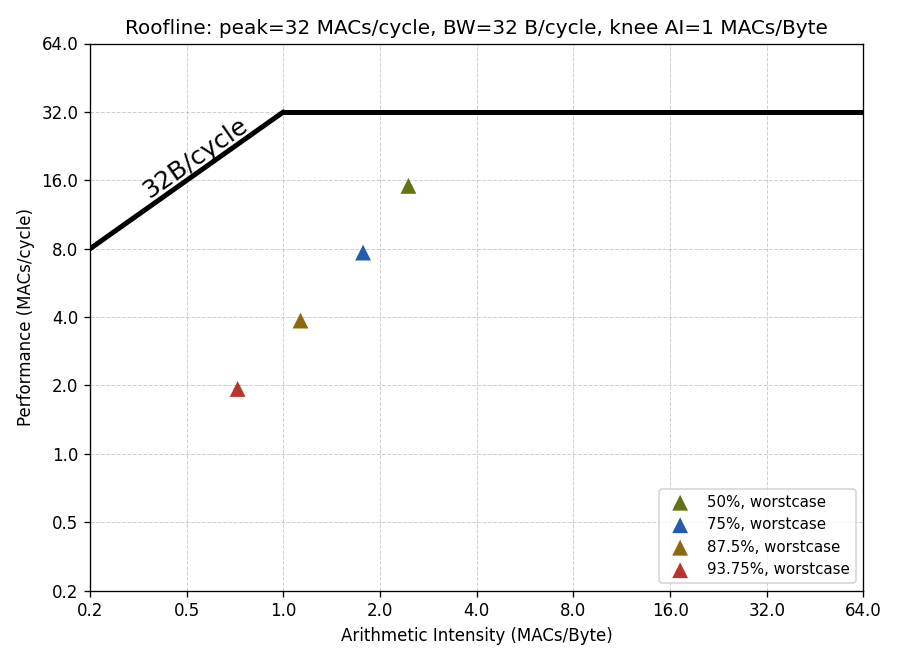 Roofline: peak=32 MACs/cycle, BW=32 B/cycle, knee AI=1 MACs/Byte
64.0
32.0
16.0
8.0
4.0
2.0
1.0
0.5
0.2
Performance (MACs/cycle)
32B/cycle
50%, worstcase
75%, worstcase
87.5%, worstcase
93.75%, worstcase
0.2 0.5 1.0 2.0 4.0 8.0 16.0 32.0 64.0
Arithmetic Intensity (MACs/Byte)